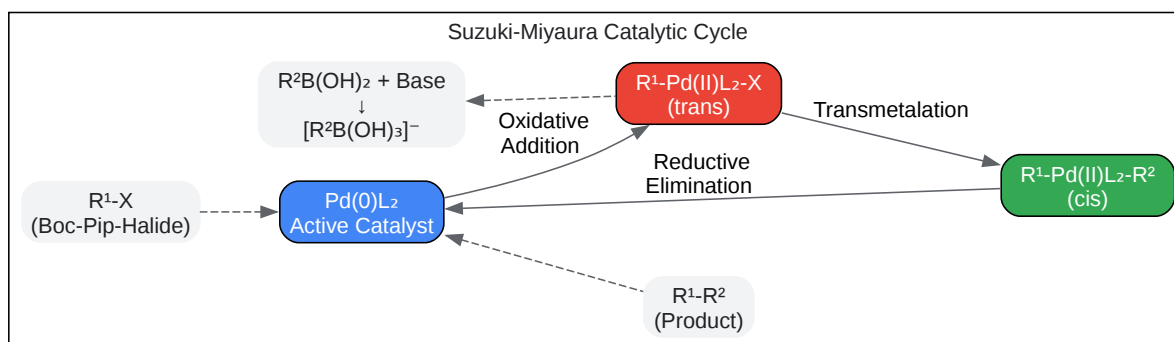 Suzuki-Miyaura Catalytic Cycle
R²B(OH)₂ + Base
↓
[R²B(OH)₃]⁻
R¹-Pd(II)L₂-X
(trans)
Transmetalation
Oxidative
Addition
Reductive
Elimination
R¹-Pd(II)L₂-R²
(cis)
R¹-X
(Boc-Pip-Halide)
Pd(0)L₂
Active Catalyst
R¹-R²
(Product)